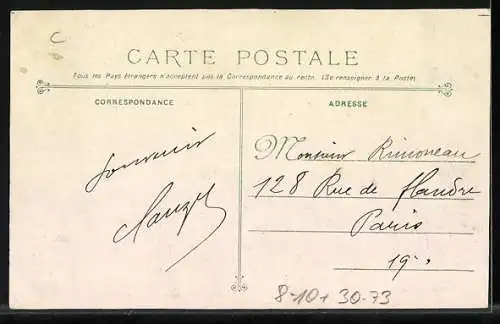 C
CARTE POSTALE
Tous les Pays étrangers n'acceptent pas la Correspondance au recto. (Se renseigner à la Poste)
CORRESPONDANCE
ADRESSE
Souvenir
Monsieur
128 Rue de Flandre
Paris
19e
8-10+30-73